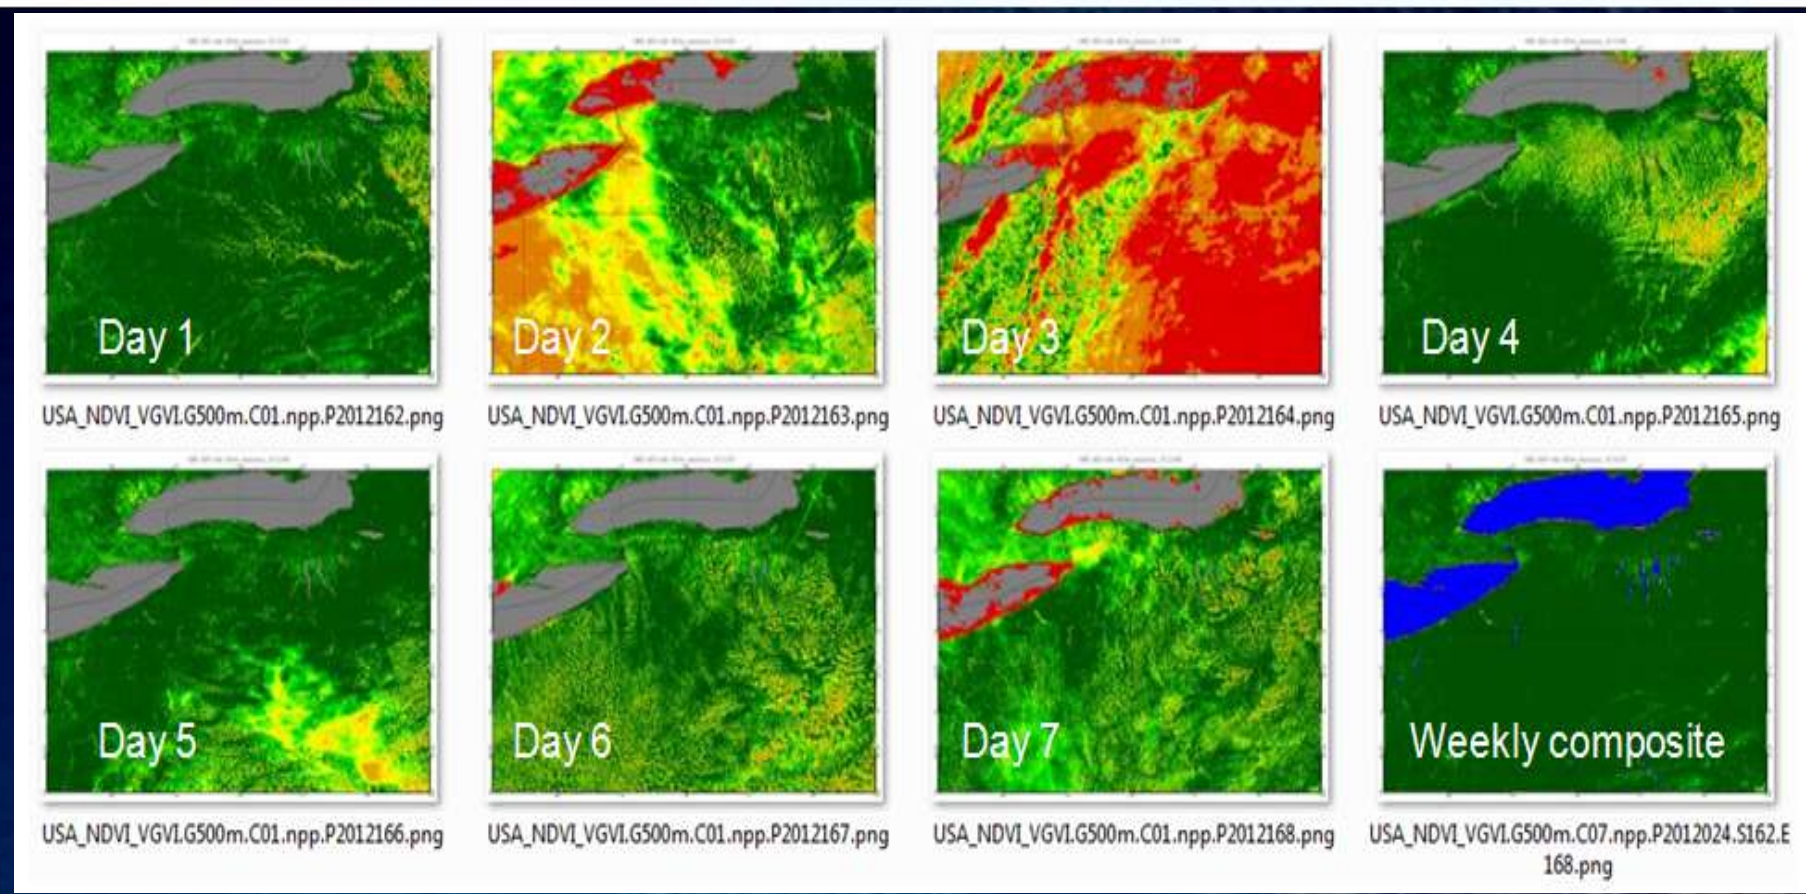 Day 1
Day 2
Day 3
Day 4
USA_NDVI_VGVI.G500m.C01.npp.P2012162.png
USA_NDVI_VGVI.G500m.C01.npp.P2012163.png
USA_NDVI_VGVI.G500m.C01.npp.P2012164.png
USA_NDVI_VGVI.G500m.C01.npp.P2012165.png
Day 5
Day 6
Day 7
Weekly composite
USA_NDVI_VGVI.G500m.C01.npp.P2012166.png
USA_NDVI_VGVI.G500m.C01.npp.P2012167.png
USA_NDVI_VGVI.G500m.C01.npp.P2012168.png
USA_NDVI_VGVI.G500m.C07.npp.P2012024.S162.E
168.png